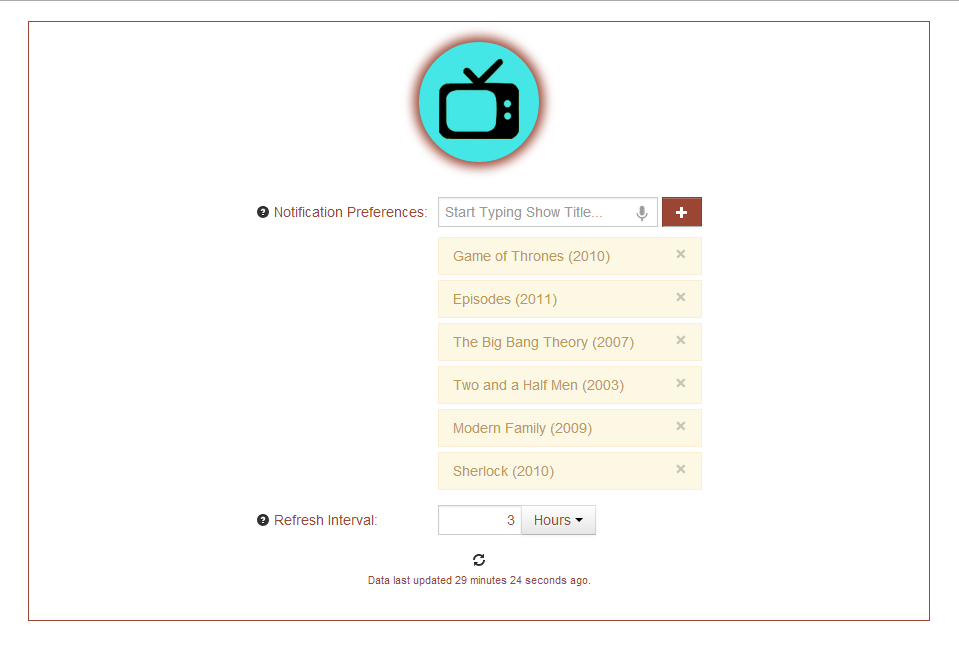 Notification Preferences: Start Typing Show Title...
Game of Thrones (2010)
Episodes (2011)
The Big Bang Theory (2007)
Two and a Half Men (2003)
Modern Family (2009)
Sherlock (2010)
Refresh Interval: 3 Hours
Data last updated 29 minutes 24 seconds ago.